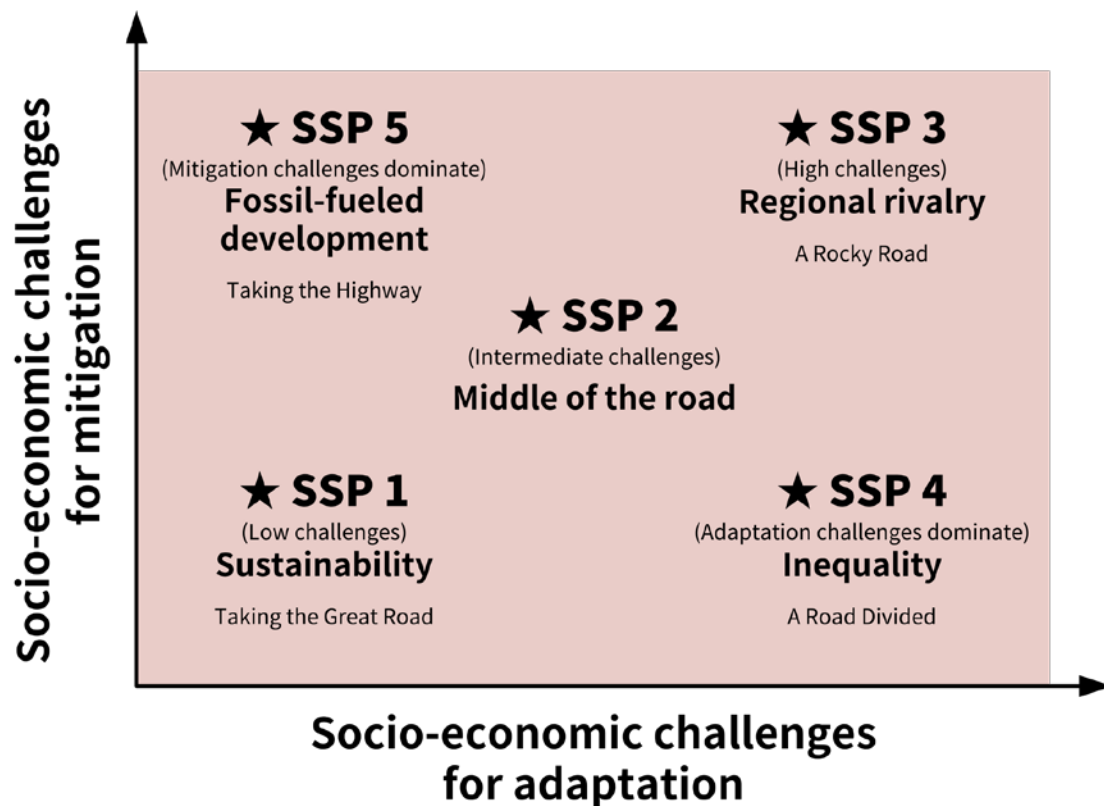 Socio-economic challenges
for mitigation
★ SSP 5
(Mitigation challenges dominate)
Fossil-fueled
development
Taking the Highway
★ SSP 3
(High challenges)
Regional rivalry
A Rocky Road
★ SSP 2
(Intermediate challenges)
Middle of the road
★ SSP 1
(Low challenges)
Sustainability
Taking the Great Road
★ SSP 4
(Adaptation challenges dominate)
Inequality
A Road Divided
Socio-economic challenges
for adaptation